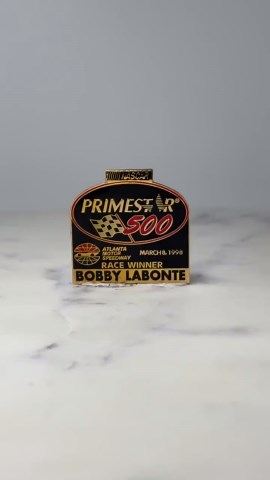 NASCAR
PRIMESTAR®
500
ATLANTA
MOTOR
SPEEDWAY
MARCH 8, 1998
RACE WINNER
BOBBY LABONTE